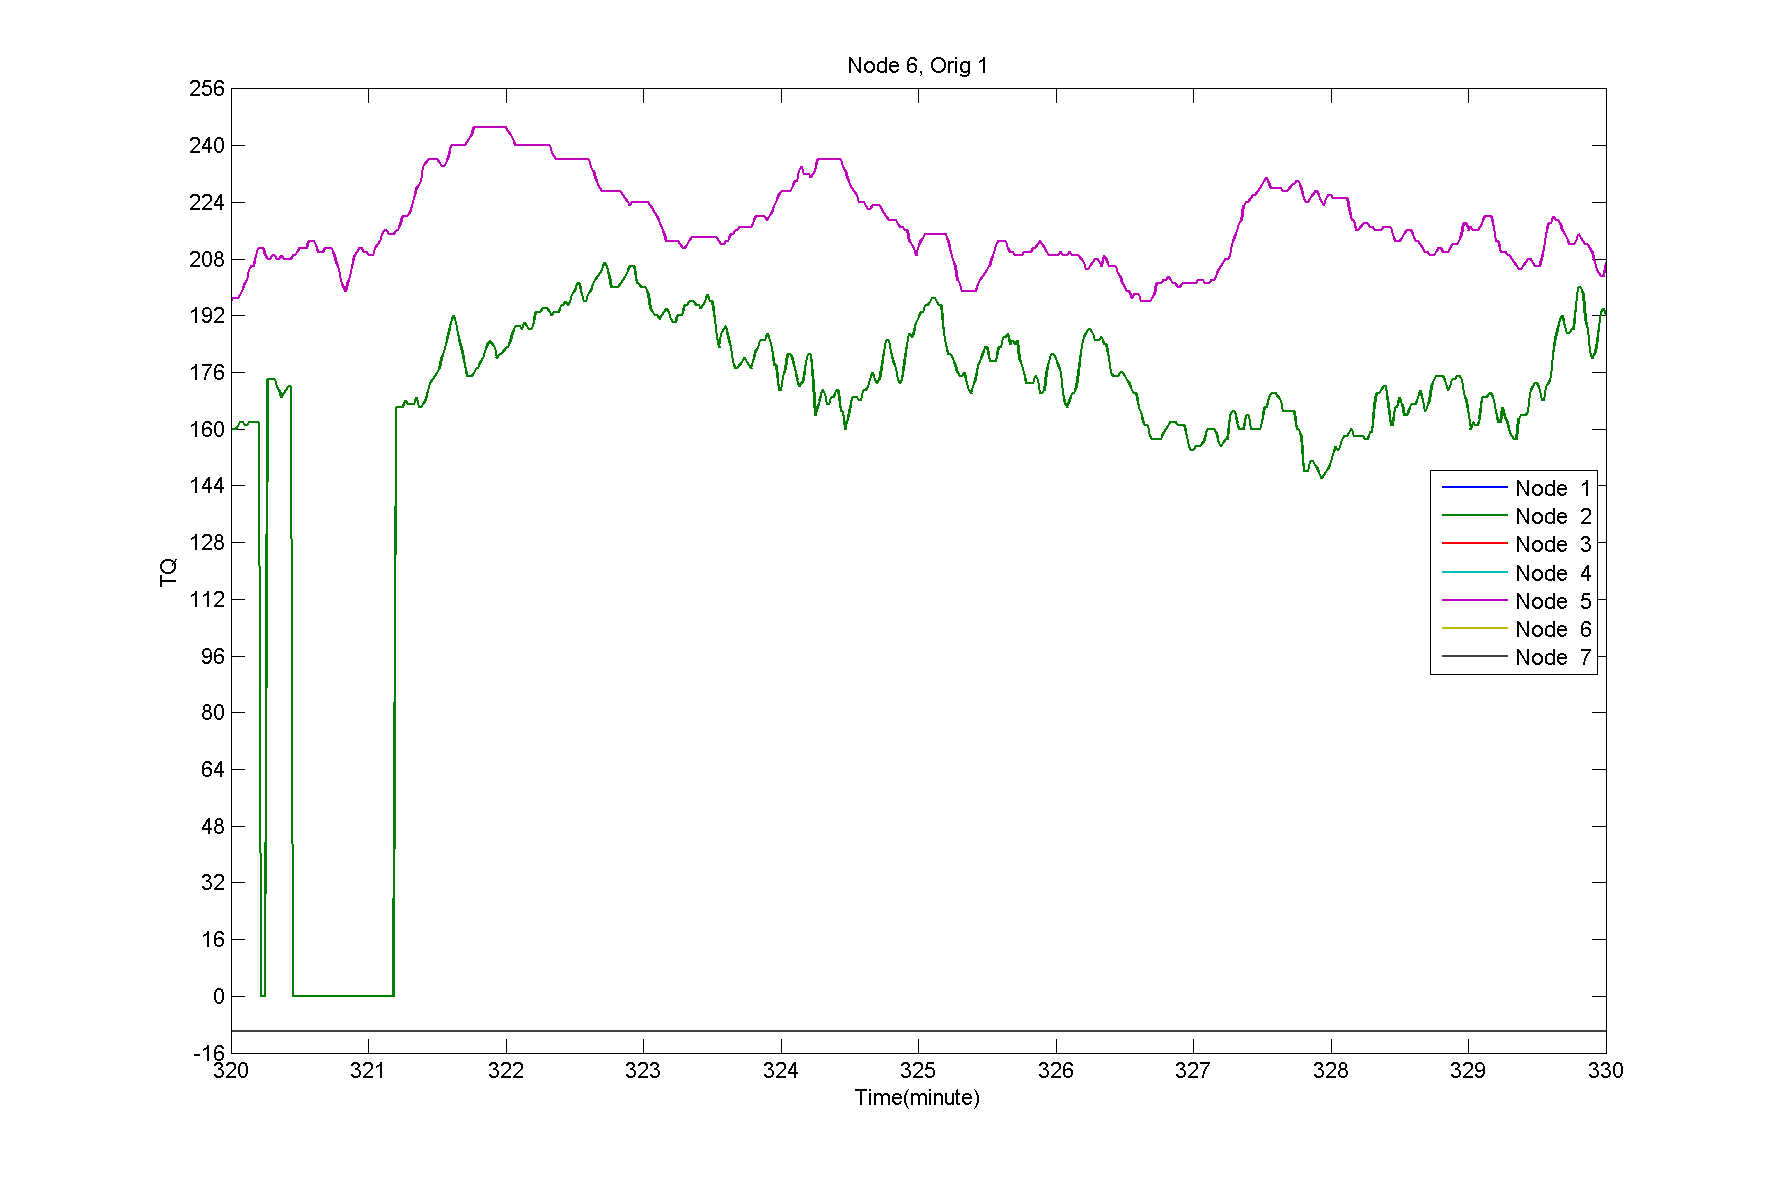 Node 6, Orig 1
256
240
224
208
192
176
160
144
128
112
96
80
64
48
32
16
0
-16
TQ
Node 1
Node 2
Node 3
Node 4
Node 5
Node 6
Node 7
320 321 322 323 324 325 326 327 328 329 330
Time(minute)